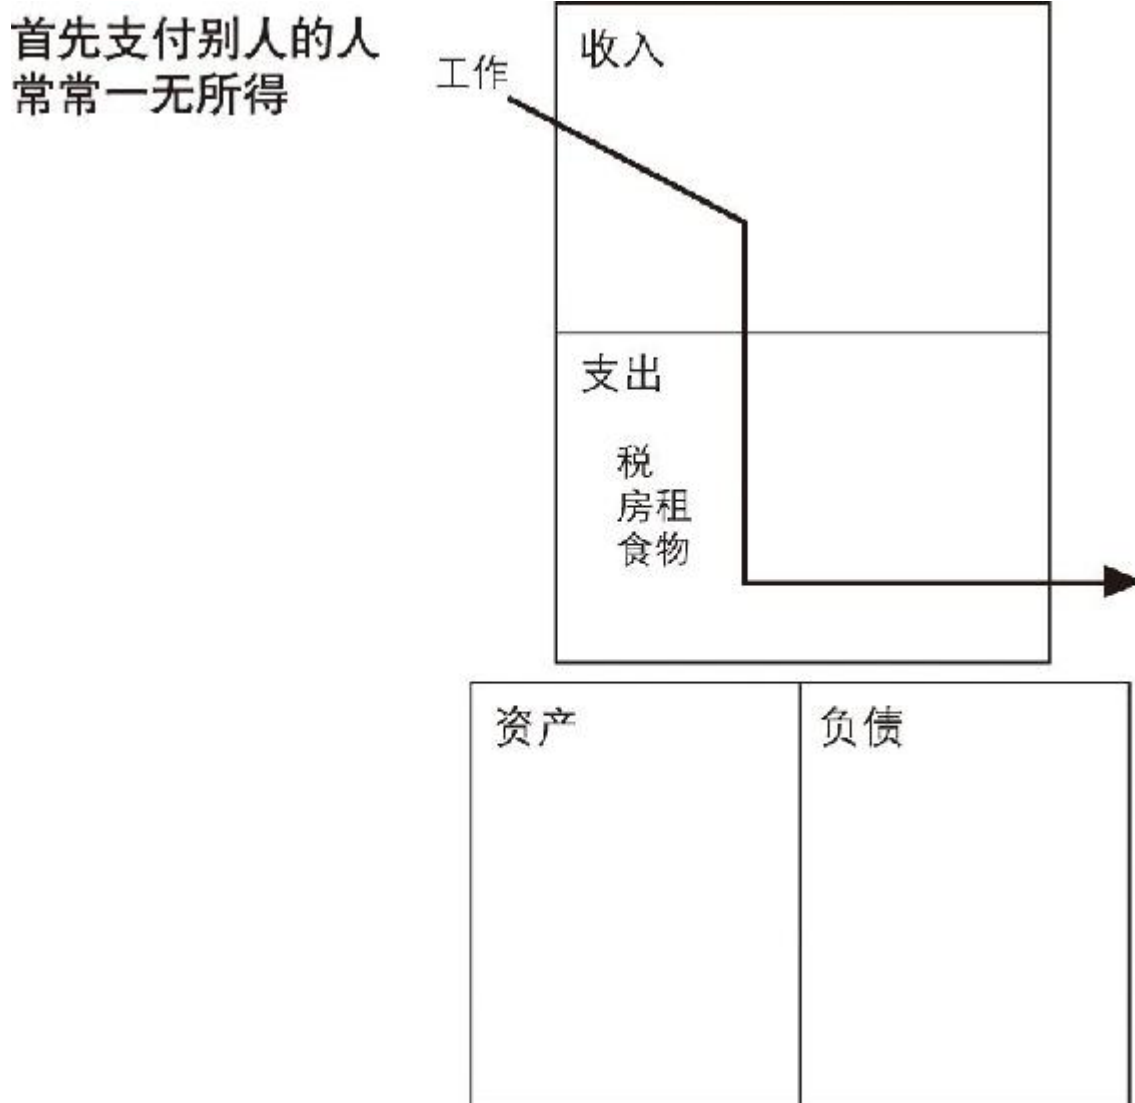 首先支付别人的人
常常一无所得
工作
收入
支出
税
房租
食物
资产
负债